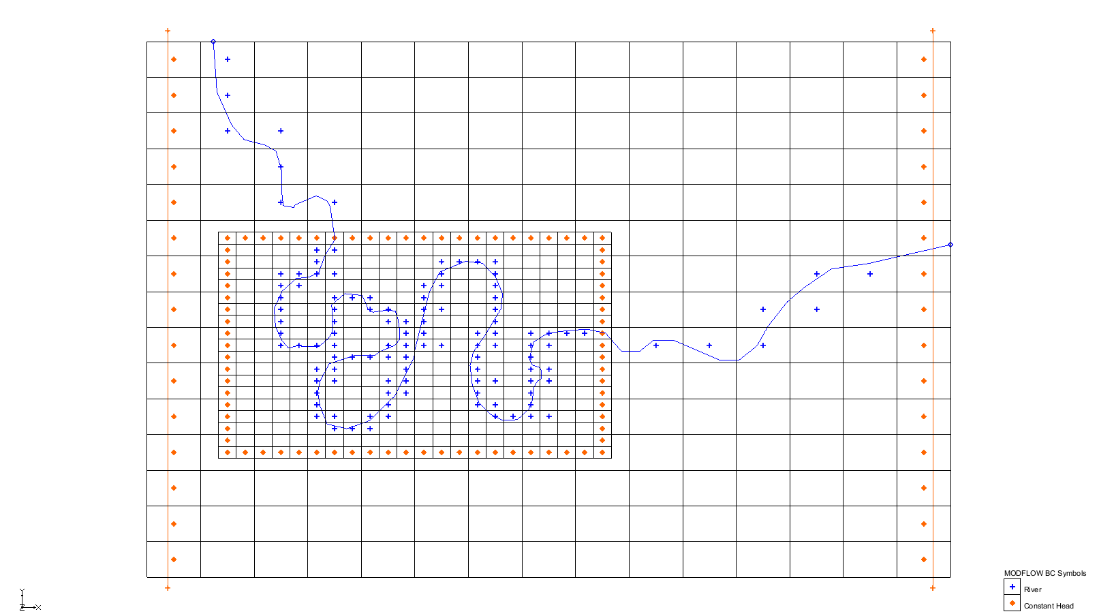 MODFLOW BC Symbols
River
Constant Head
Y
Z X